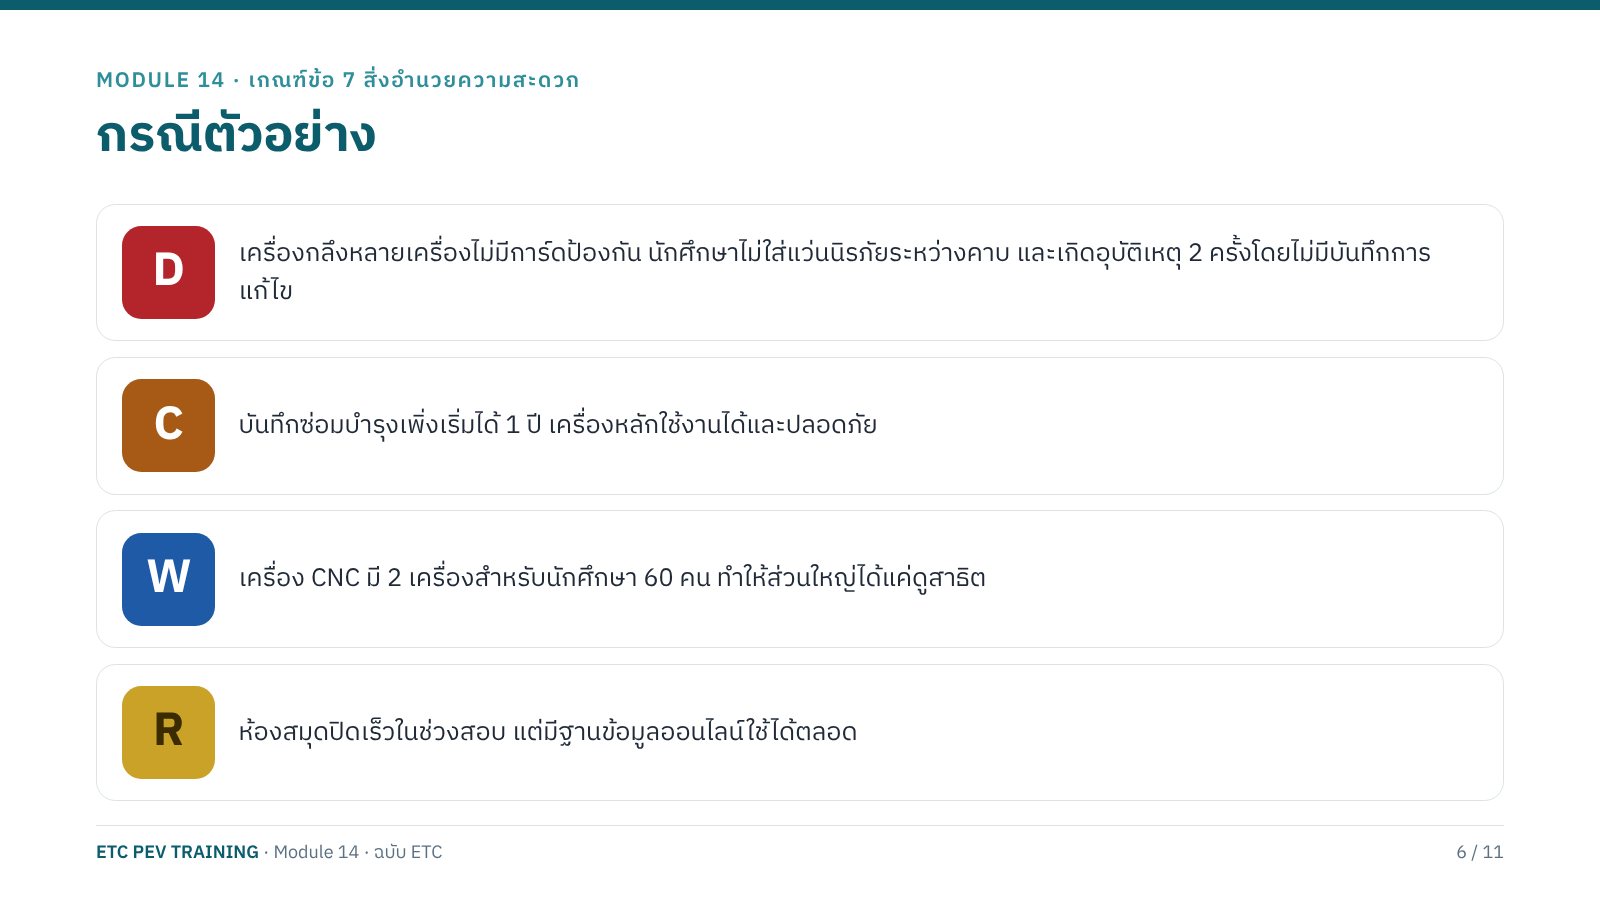 MODULE 14 · เกณฑ์ข้อ 7 สิ่งอำนวยความสะดวก
กรณีตัวอย่าง
D
เครื่องกลึงหลายเครื่องไม่มีการ์ดป้องกัน นักศึกษาไม่ใส่แว่นนิรภัยระหว่างคาบ และเกิดอุบัติเหตุ 2 ครั้งโดยไม่มีบันทึกการ
แก้ไข
C
บันทึกซ่อมบำรุงเพิ่งเริ่มได้ 1 ปี เครื่องหลักใช้งานได้และปลอดภัย
W
เครื่อง CNC มี 2 เครื่องสำหรับนักศึกษา 60 คน ทำให้ส่วนใหญ่ได้แค่ดูสาธิต
R
ห้องสมุดปิดเร็วในช่วงสอบ แต่มีฐานข้อมูลออนไลน์ใช้ได้ตลอด
ETC PEV TRAINING · Module 14 · ฉบับ ETC
6 / 11